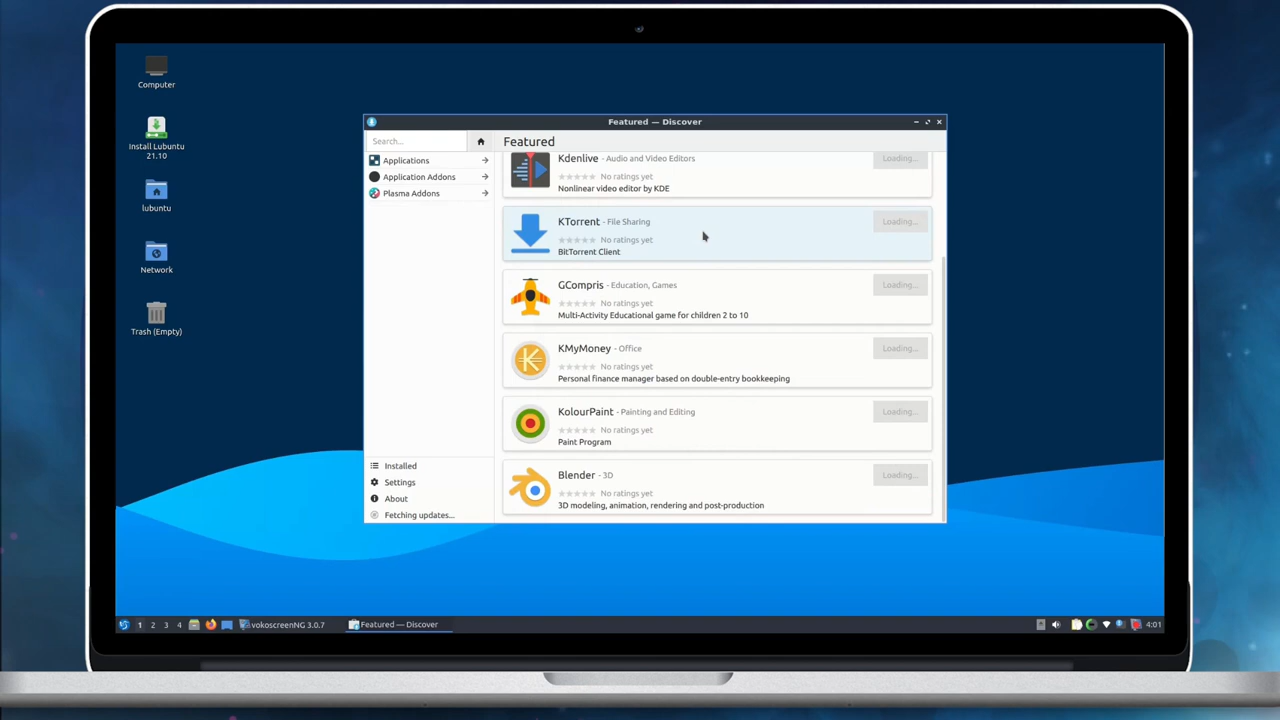 Computer
Install Lubuntu
21.10
lubuntu
Network
Trash (Empty)
Featured — Discover
Search...
Featured
Applications
Application Addons
Plasma Addons
Kdenlive - Audio and Video Editors
Loading...
No ratings yet
Nonlinear video editor by KDE
KTorrent - File Sharing
Loading...
No ratings yet
BitTorrent Client
GCompris - Education, Games
Loading...
No ratings yet
Multi-Activity Educational game for children 2 to 10
KMyMoney - Office
Loading...
No ratings yet
Personal finance manager based on double-entry bookkeeping
KolourPaint - Painting and Editing
Loading...
No ratings yet
Paint Program
Blender - 3D
Loading...
No ratings yet
3D modeling, animation, rendering and post-production
Installed
Settings
About
Fetching updates...
1 2 3 4 vokoscreenNG 3.0.7 Featured — Discover 4:01